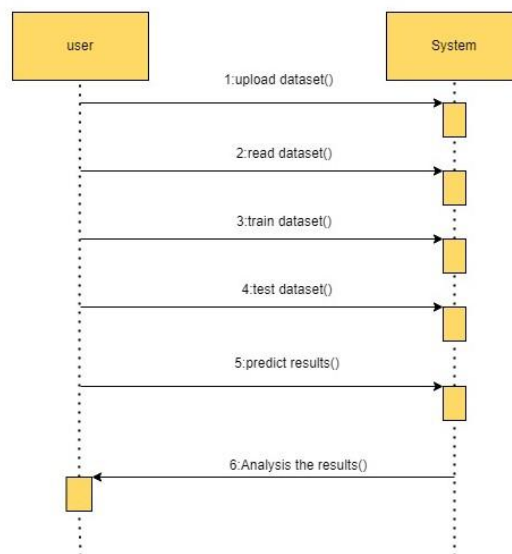 user
System
1:upload dataset()
2:read dataset()
3:train dataset()
4:test dataset()
5:predict results()
6:Analysis the results()